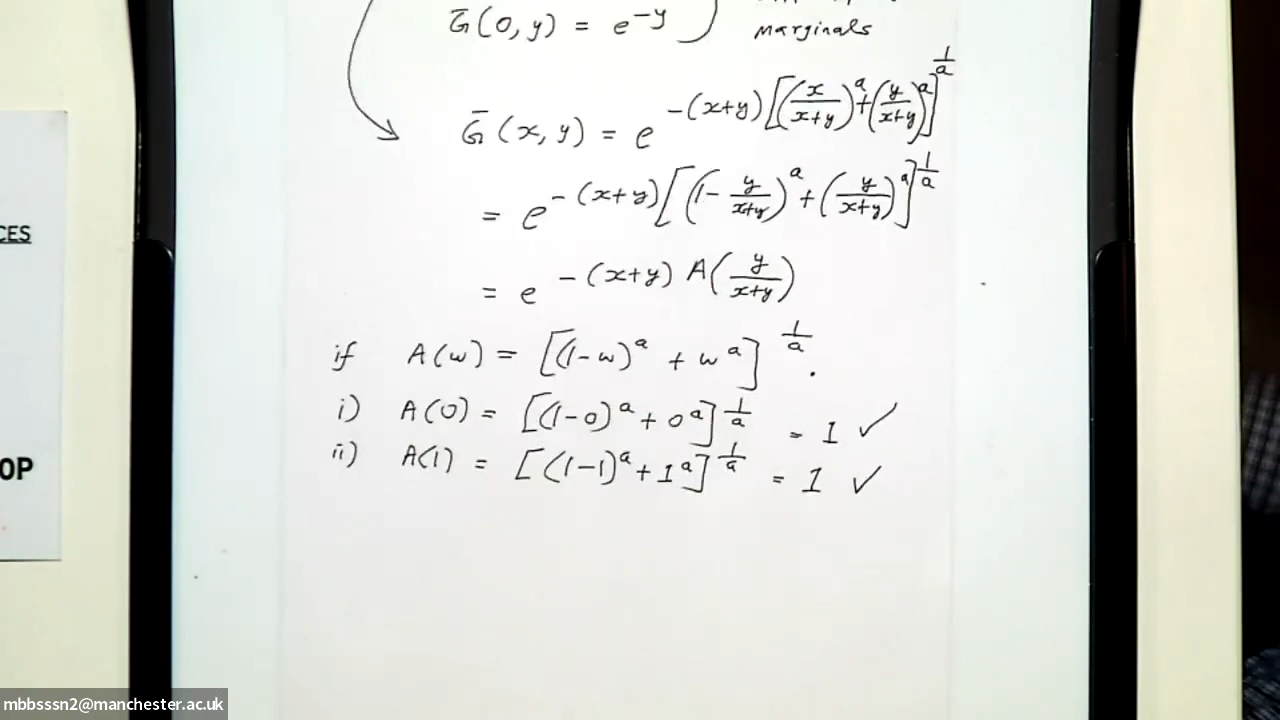 Ḡ(0, y) = e^{-y} )
marginals
Ḡ(x, y) = e^{-(x+y)[(x/(x+y))^a + (y/(x+y))^a]^{1/a}}
= e^{-(x+y)[(1 - y/(x+y))^a + (y/(x+y))^a]^{1/a}}
= e^{-(x+y) A(y/(x+y))}
if A(w) = [(1-w)^a + w^a]^{1/a}.
i) A(0) = [(1-0)^a + 0^a]^{1/a} = 1 ✓
ii) A(1) = [(1-1)^a + 1^a]^{1/a} = 1 ✓
CES
OP
mbbsssn2@manchester.ac.uk